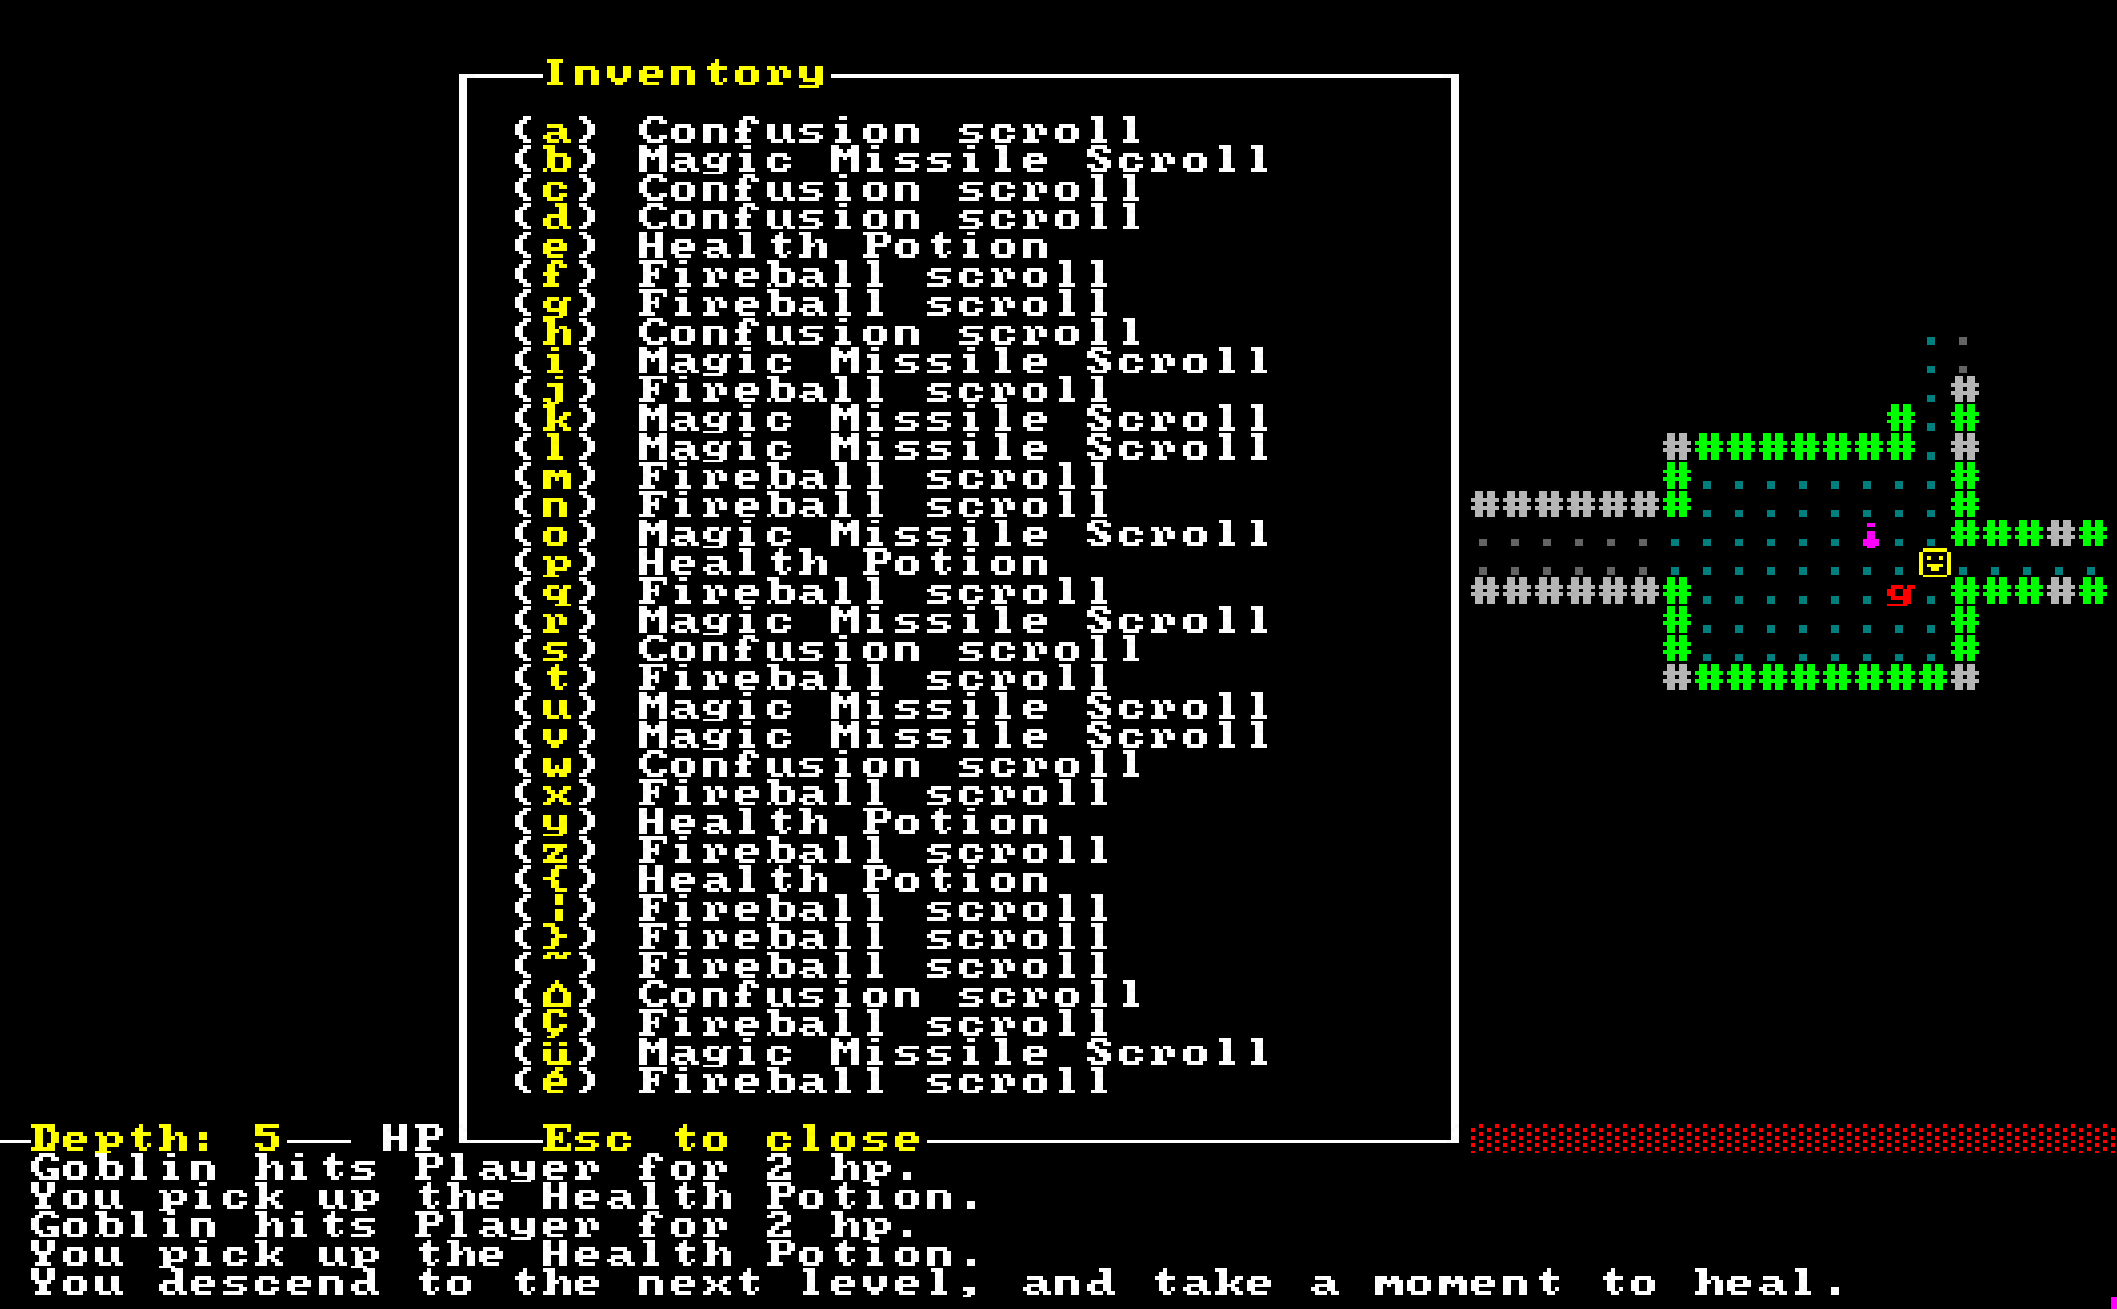 Inventory
(a) Confusion scroll
(b) Magic Missile Scroll
(c) Confusion scroll
(d) Confusion scroll
(e) Health Potion
(f) Fireball scroll
(g) Fireball scroll
(h) Confusion scroll
(i) Magic Missile Scroll
(j) Fireball scroll
(k) Magic Missile Scroll
(l) Magic Missile Scroll
(m) Fireball scroll
(n) Fireball scroll
(o) Magic Missile Scroll
(p) Health Potion
(q) Fireball scroll
(r) Magic Missile Scroll
(s) Confusion scroll
(t) Fireball scroll
(u) Magic Missile Scroll
(v) Magic Missile Scroll
(w) Confusion scroll
(x) Fireball scroll
(y) Health Potion
(z) Fireball scroll
({) Health Potion
(¦) Fireball scroll
(}) Fireball scroll
(~) Fireball scroll
(⌂) Confusion scroll
(Ç) Fireball scroll
(ü) Magic Missile Scroll
(é) Fireball scroll
Depth: 5 HP Esc to close
Goblin hits Player for 2 hp.
You pick up the Health Potion.
Goblin hits Player for 2 hp.
You pick up the Health Potion.
You descend to the next level, and take a moment to heal.